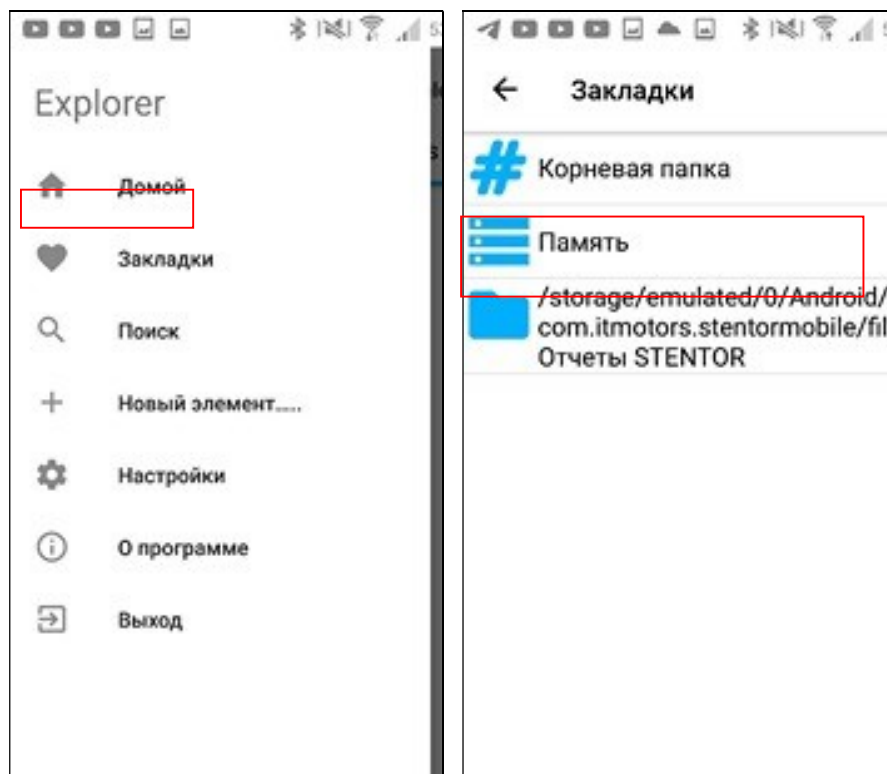 Explorer
Домой
Закладки
Поиск
Новый элемент.....
Настройки
О программе
Выход
Закладки
Корневая папка
Память
/storage/emulated/0/Android/
com.itmotors.stentormobile/fil
Отчеты STENTOR